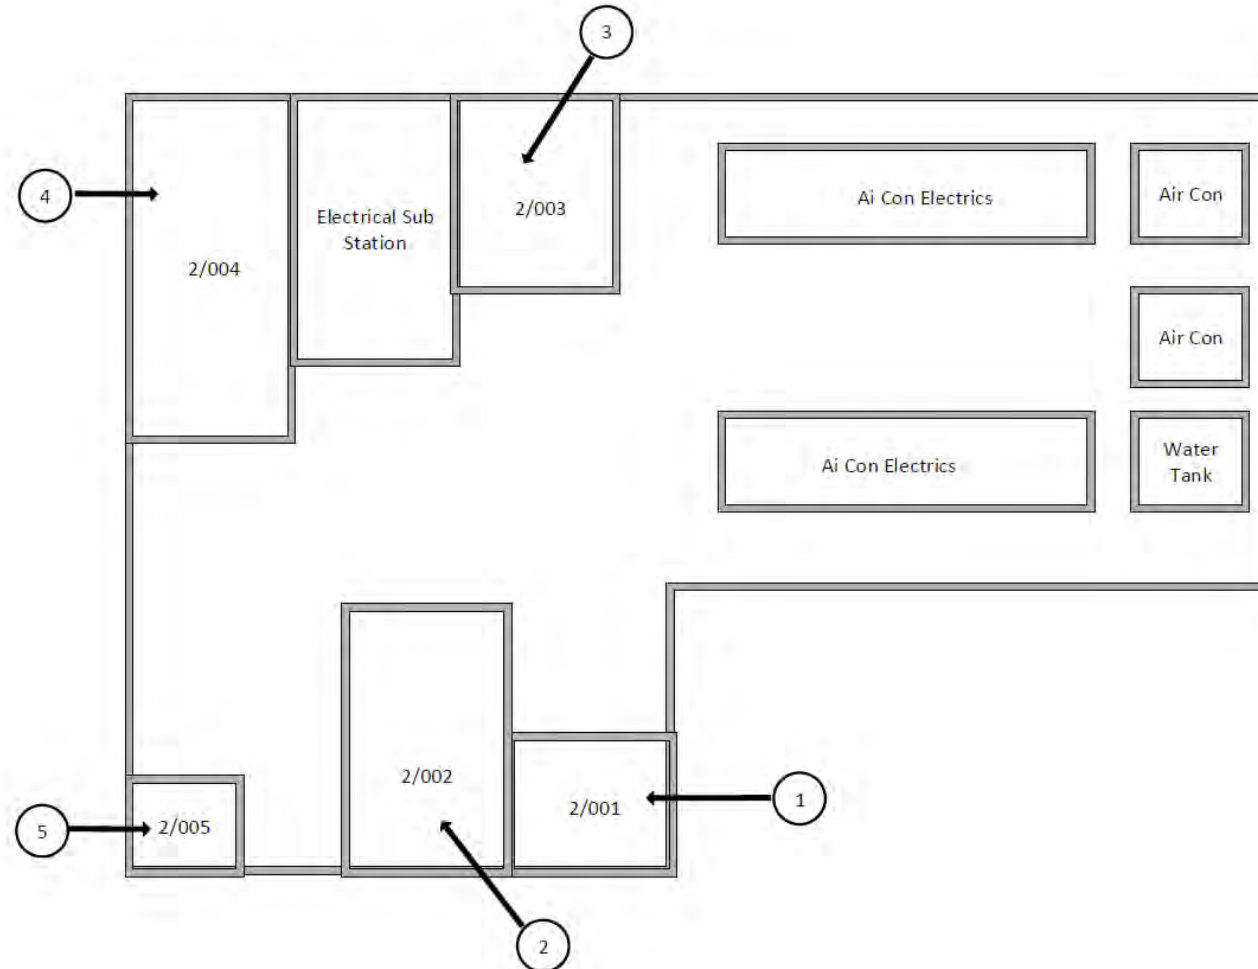 3
4
Electrical Sub
Station
2/003
2/004
Ai Con Electrics
Air Con
Air Con
Ai Con Electrics
Water
Tank
2/002
2/001
1
5
2/005
2